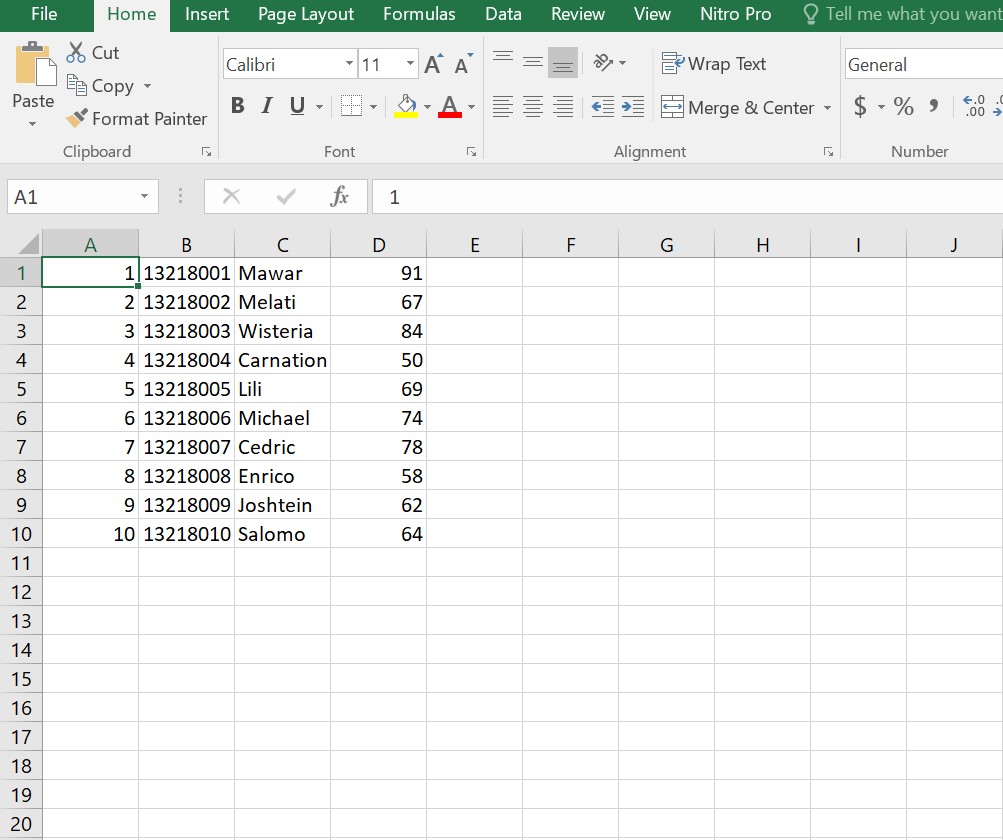 File Home Insert Page Layout Formulas Data Review View Nitro Pro Tell me what you want
Cut
Copy
Format Painter
Paste
Clipboard
Calibri 11 A A
B I U A
Font
Wrap Text
Merge & Center
Alignment
General
$ % , .0 .00
Number
A1 fx 1
A B C D E F G H I J
1 1 13218001 Mawar 91
2 2 13218002 Melati 67
3 3 13218003 Wisteria 84
4 4 13218004 Carnation 50
5 5 13218005 Lili 69
6 6 13218006 Michael 74
7 7 13218007 Cedric 78
8 8 13218008 Enrico 58
9 9 13218009 Joshtein 62
10 10 13218010 Salomo 64
11
12
13
14
15
16
17
18
19
20